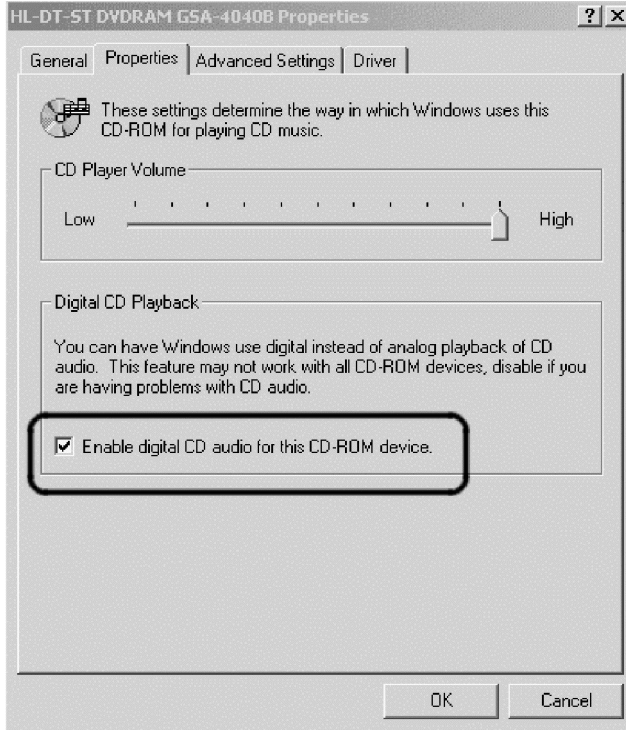 HL-DT-ST DVDRAM GSA-4040B Properties
General Properties Advanced Settings Driver
These settings determine the way in which Windows uses this
CD-ROM for playing CD music.
CD Player Volume
Low High
Digital CD Playback
You can have Windows use digital instead of analog playback of CD
audio. This feature may not work with all CD-ROM devices, disable if you
are having problems with CD audio.
Enable digital CD audio for this CD-ROM device.
OK Cancel